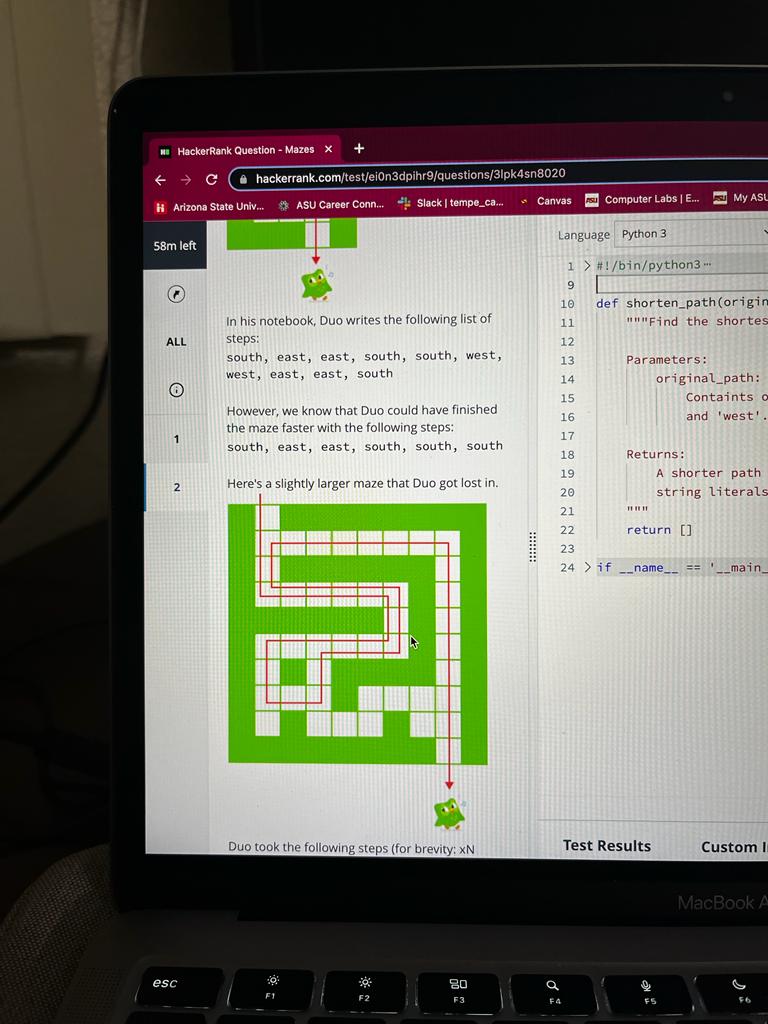 HackerRank Question - Mazes
hackerrank.com/test/ei0n3dpihr9/questions/3lpk4sn8020
Arizona State Univ... ASU Career Conn... Slack | tempe_ca... Canvas Computer Labs | E... My ASU
58m left
ALL
1
2
In his notebook, Duo writes the following list of
steps:
south, east, east, south, south, west,
west, east, east, south
However, we know that Duo could have finished
the maze faster with the following steps:
south, east, east, south, south, south
Here's a slightly larger maze that Duo got lost in.
Duo took the following steps (for brevity: xN
Language Python 3
1 #!/bin/python3 ...
9
10 def shorten_path(origin
11 """Find the shortes
12
13 Parameters:
14 original_path:
15 Containts o
16 and 'west'.
17
18 Returns:
19 A shorter path
20 string literals
21 """
22 return []
23
24 if __name__ == '__main_
Test Results Custom I
MacBook A
esc F1 F2 F3 F4 F5 F6